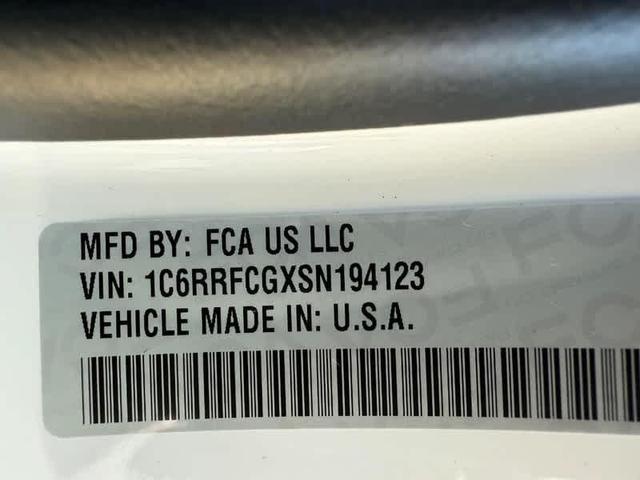 MFD BY: FCA US LLC
VIN: 1C6RRFCGXSN194123
VEHICLE MADE IN: U.S.A.